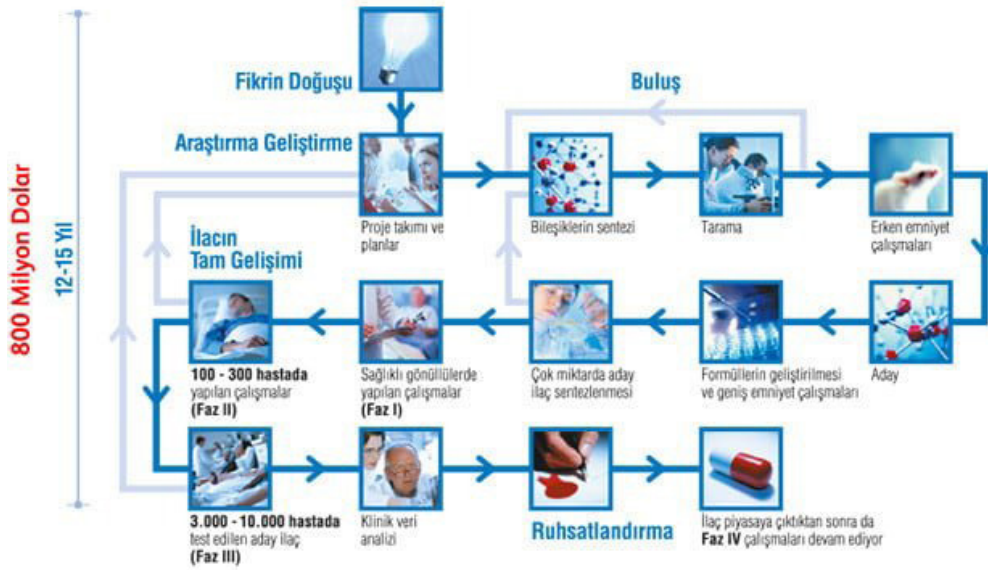 800 Milyon Dolar
12-15 Yıl
Fikrin Doğuşu
Buluş
Araştırma Geliştirme
Proje takımı ve
planlar
Bileşiklerin sentezi
Tarama
Erken emniyet
çalışmaları
İlacın
Tam Gelişimi
100 - 300 hastada
yapılan çalışmalar
(Faz II)
Sağlıklı gönüllülerde
yapılan çalışmalar
(Faz I)
Çok miktarda aday
ilaç sentezlenmesi
Formüllerin geliştirilmesi
ve geniş emniyet çalışmaları
Aday
3.000 - 10.000 hastada
test edilen aday ilaç
(Faz III)
Klinik veri
analizi
Ruhsatlandırma
İlaç piyasaya çıktıktan sonra da
Faz IV çalışmaları devam ediyor